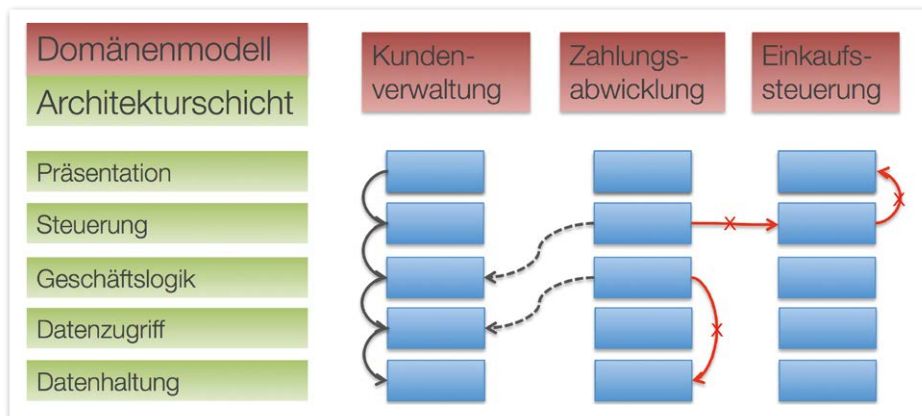 Domänenmodell
Architekturschicht
Kunden-
verwaltung
Zahlungs-
abwicklung
Einkaufs-
steuerung
Präsentation
Steuerung
Geschäftslogik
Datenzugriff
Datenhaltung